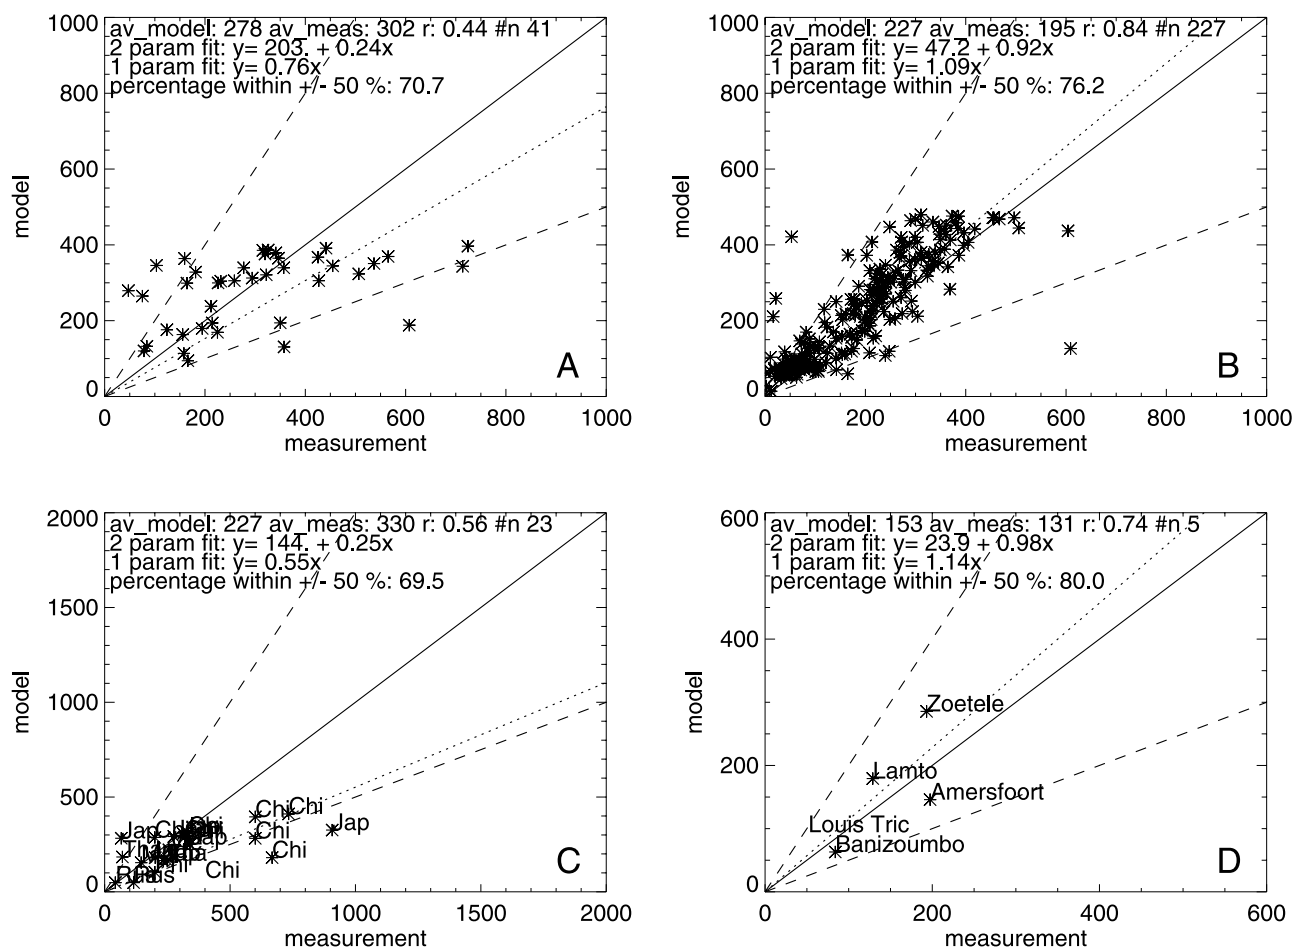 av_model: 278 av_meas: 302 r: 0.44 #n 41
2 param fit: y= 203. + 0.24x
1 param fit: y= 0.76x
percentage within +/- 50 %: 70.7
1000
800
600
400
200
0
model
A
0 200 400 600 800 1000
measurement
av_model: 227 av_meas: 195 r: 0.84 #n 227
2 param fit: y= 47.2 + 0.92x
1 param fit: y= 1.09x
percentage within +/- 50 %: 76.2
1000
800
600
400
200
0
model
B
0 200 400 600 800 1000
measurement
av_model: 227 av_meas: 330 r: 0.56 #n 23
2 param fit: y= 144. + 0.25x
1 param fit: y= 0.55x
percentage within +/- 50 %: 69.5
2000
1500
1000
500
0
model
Chi Chi
Jap
Chi
Chi
Chi
Jap
C
0 500 1000 1500 2000
measurement
av_model: 153 av_meas: 131 r: 0.74 #n 5
2 param fit: y= 23.9 + 0.98x
1 param fit: y= 1.14x
percentage within +/- 50 %: 80.0
600
400
200
0
model
Zoetele
Lamto
Amersfoort
Louis Tric
Banizoumbo
D
0 200 400 600
measurement